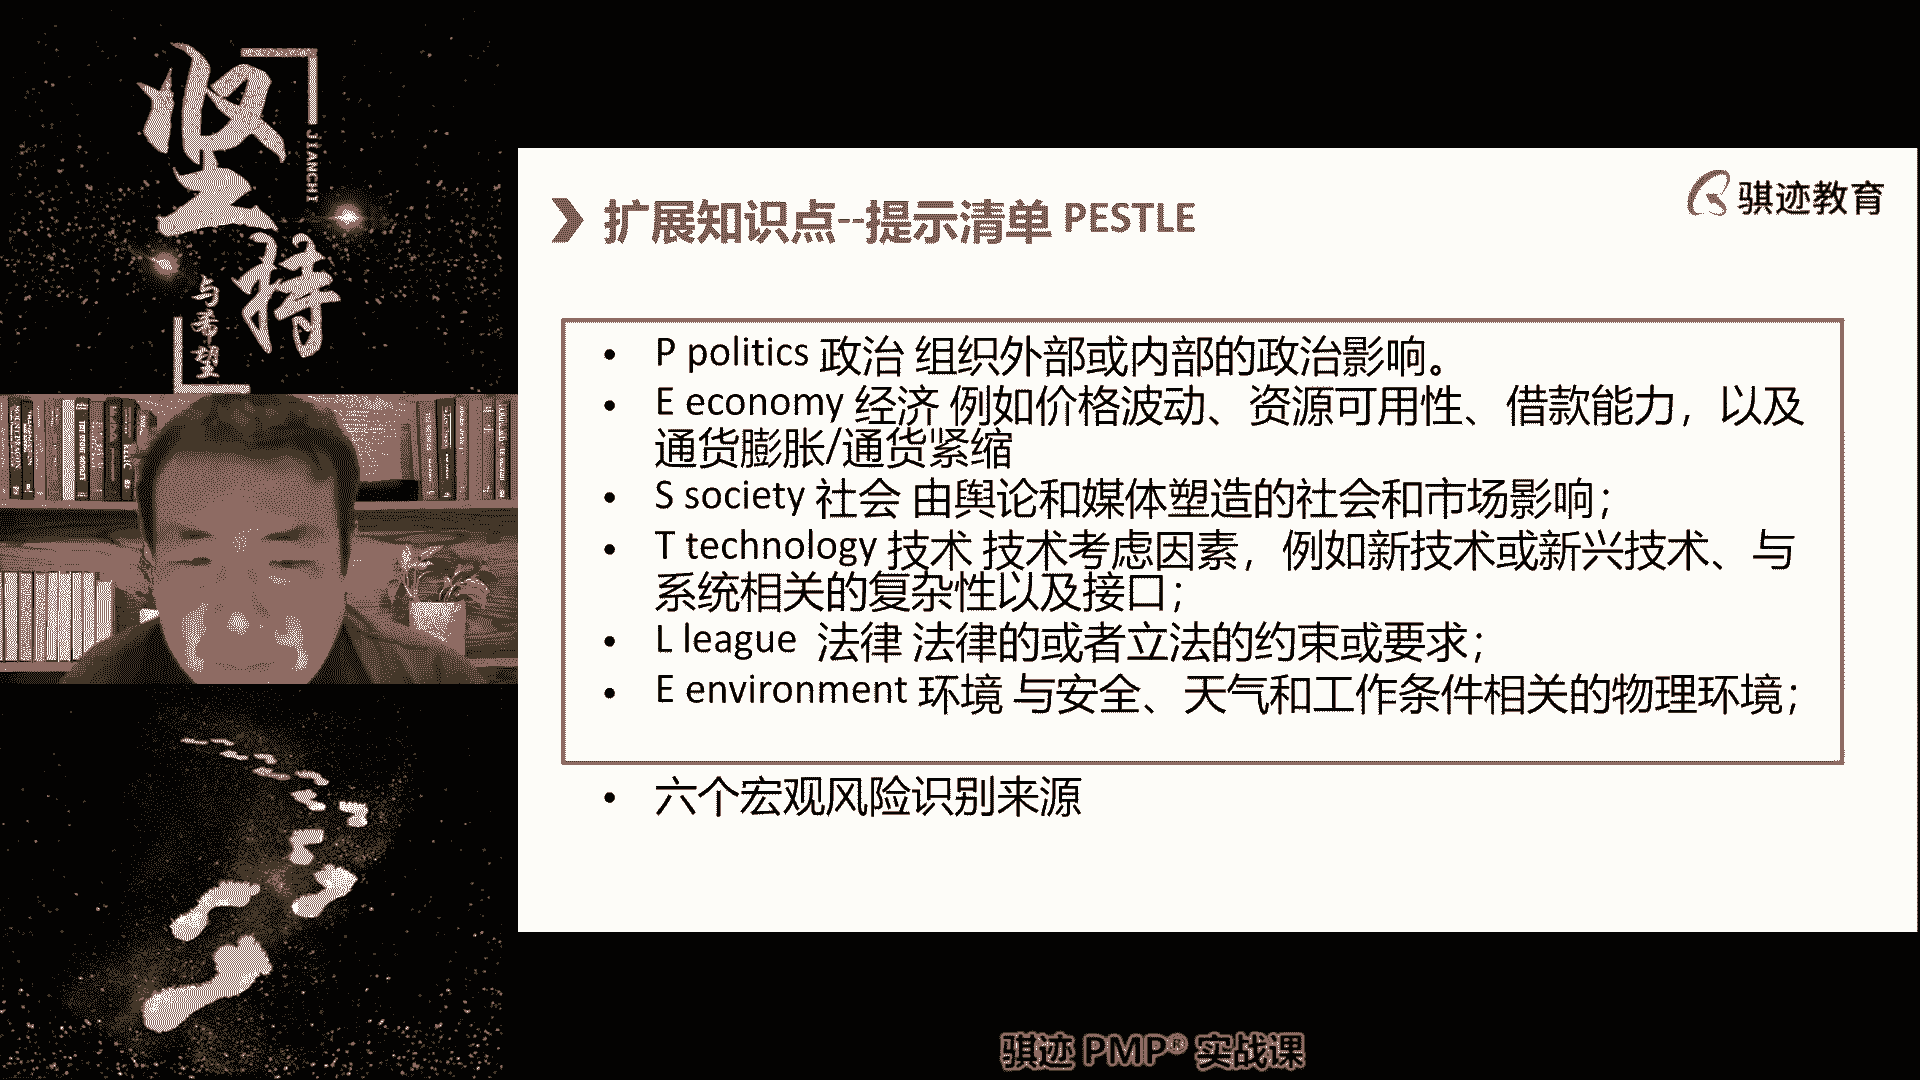 坚持
JIANCHI
与希望
骐迹教育
扩展知识点--提示清单 PESTLE
• P politics 政治 组织外部或内部的政治影响。
• E economy 经济 例如价格波动、资源可用性、借款能力，以及
通货膨胀/通货紧缩
• S society 社会 由舆论和媒体塑造的社会和市场影响；
• T technology 技术 技术考虑因素，例如新技术或新兴技术、与
系统相关的复杂性以及接口；
• L league 法律 法律的或者立法的约束或要求；
• E environment 环境 与安全、天气和工作条件相关的物理环境；
• 六个宏观风险识别来源
骐迹 PMP® 实战课